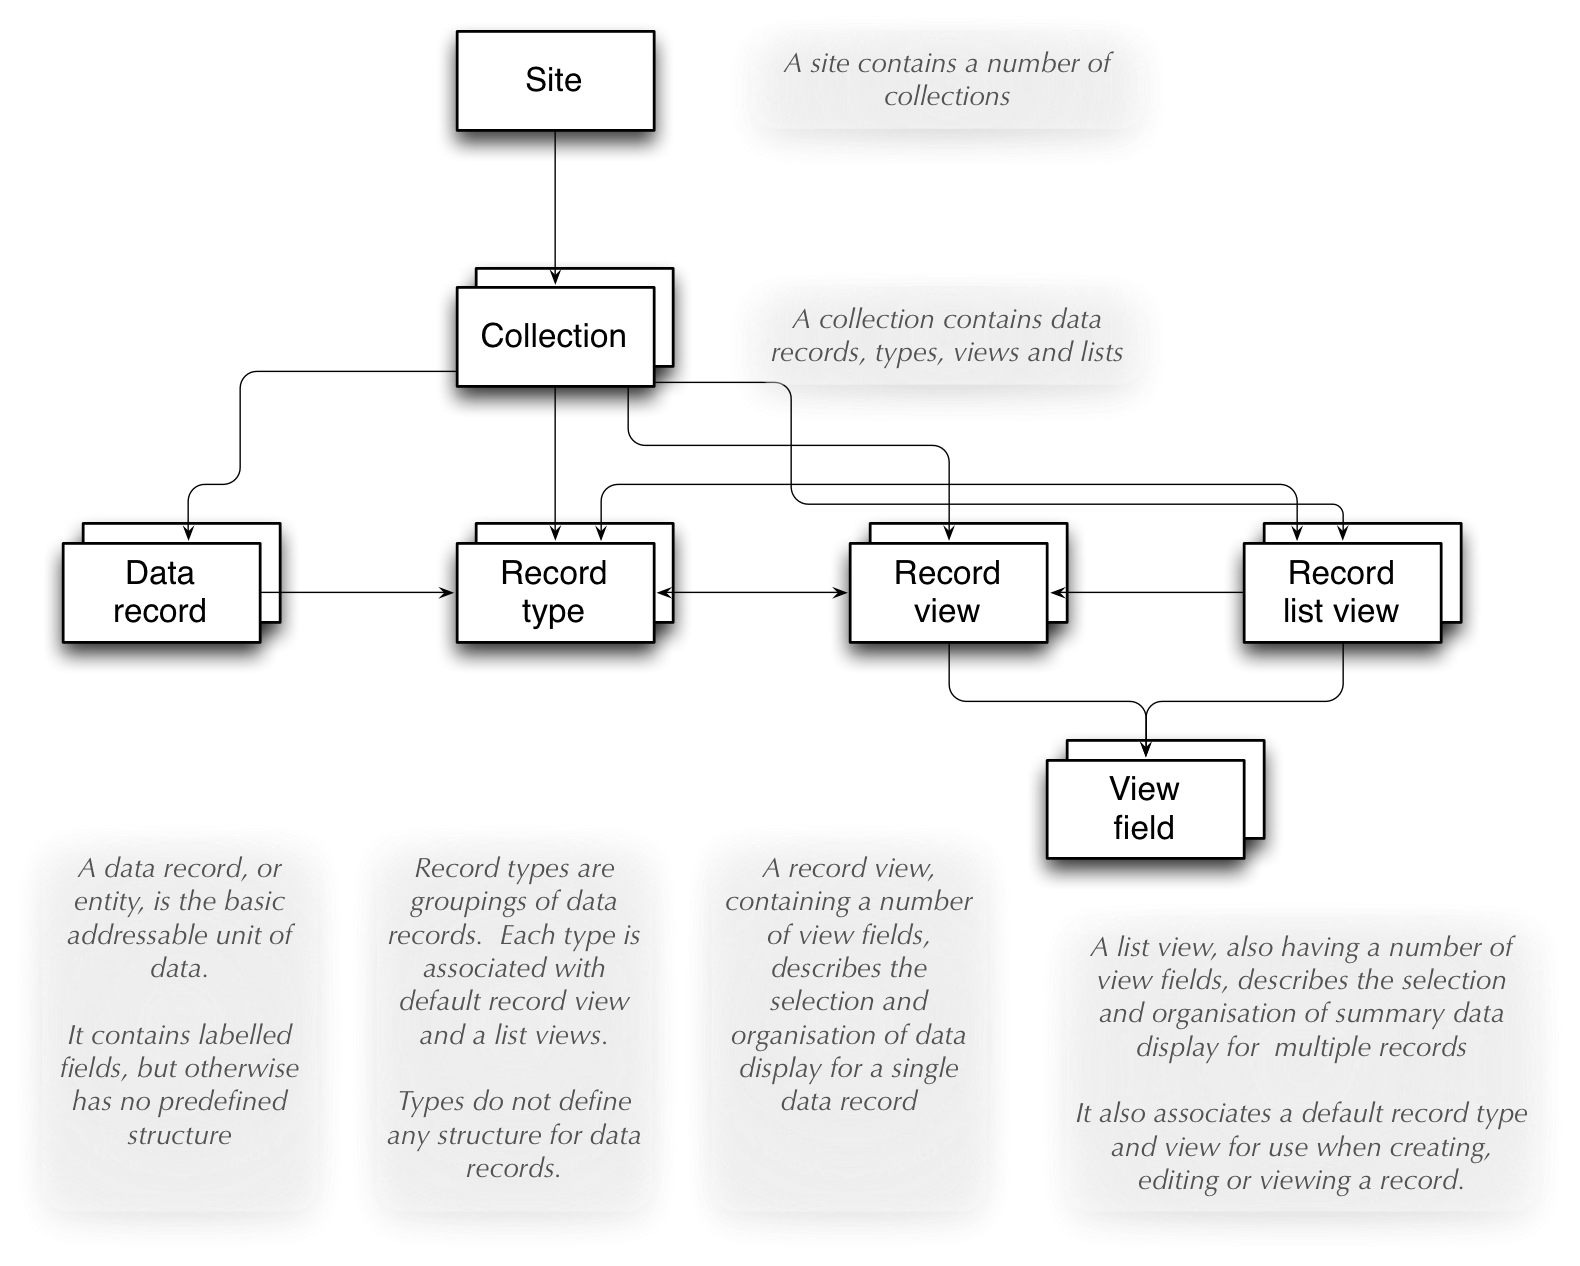 Site
A site contains a number of
collections
Collection
A collection contains data
records, types, views and lists
Data
record
Record
type
Record
view
Record
list view
View
field
A data record, or
entity, is the basic
addressable unit of
data.
It contains labelled
fields, but otherwise
has no predefined
structure
Record types are
groupings of data
records.  Each type is
associated with
default record view
and a list views.
Types do not define
any structure for data
records.
A record view,
containing a number
of view fields,
describes the
selection and
organisation of data
display for a single
data record
A list view, also having a number of
view fields, describes the selection
and organisation of summary data
display for  multiple records
It also associates a default record type
and view for use when creating,
editing or viewing a record.